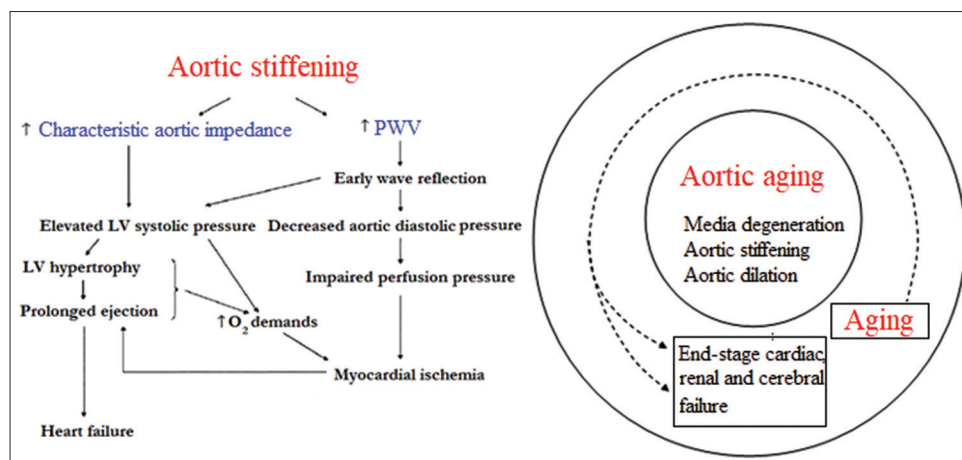 Aortic stiffening
↑ Characteristic aortic impedance
↑ PWV
Early wave reflection
Elevated LV systolic pressure
Decreased aortic diastolic pressure
LV hypertrophy
Impaired perfusion pressure
Prolonged ejection
↑O₂ demands
Myocardial ischemia
Heart failure
Aortic aging
Media degeneration
Aortic stiffening
Aortic dilation
Aging
End-stage cardiac,
renal and cerebral
failure